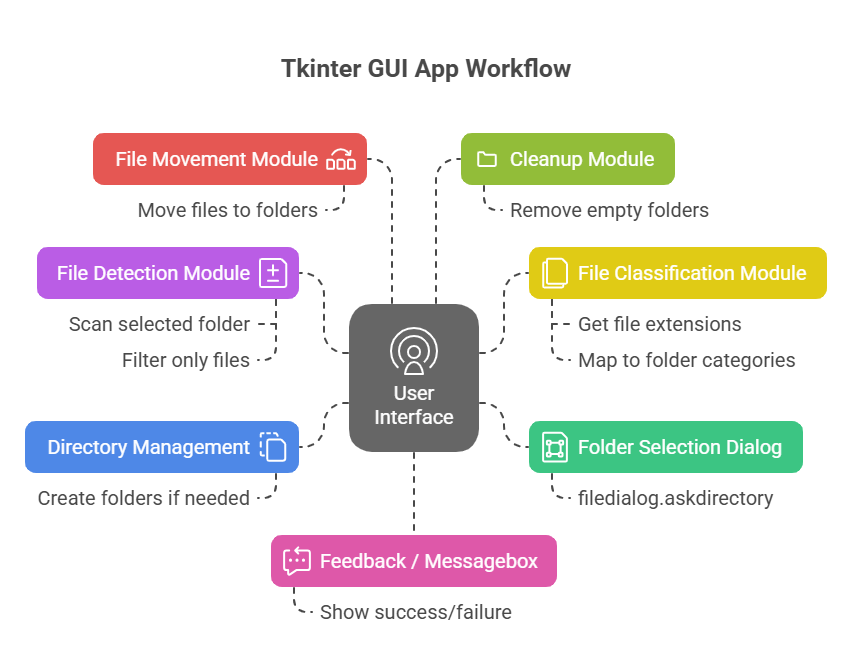 Tkinter GUI App Workflow
File Movement Module
Move files to folders
Cleanup Module
Remove empty folders
File Detection Module
Scan selected folder
Filter only files
File Classification Module
Get file extensions
Map to folder categories
User
Interface
Directory Management
Create folders if needed
Folder Selection Dialog
filedialog.askdirectory
Feedback / Messagebox
Show success/failure